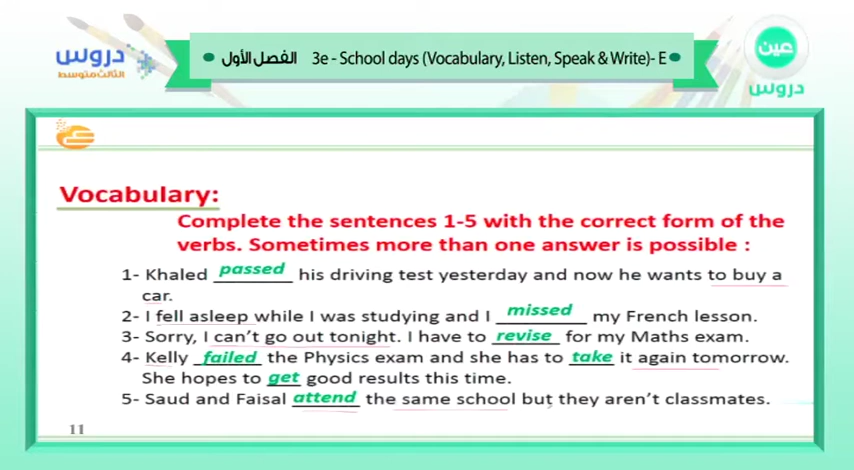 دروس
الثالث متوسط
الفصل الأول 3e - School days (Vocabulary, Listen, Speak & Write)- E
عين
دروس
Vocabulary:
Complete the sentences 1-5 with the correct form of the
verbs. Sometimes more than one answer is possible :
1- Khaled passed his driving test yesterday and now he wants to buy a
car.
2- I fell asleep while I was studying and I missed my French lesson.
3- Sorry, I can't go out tonight. I have to revise for my Maths exam.
4- Kelly failed the Physics exam and she has to take it again tomorrow.
She hopes to get good results this time.
5- Saud and Faisal attend the same school but they aren't classmates.
11